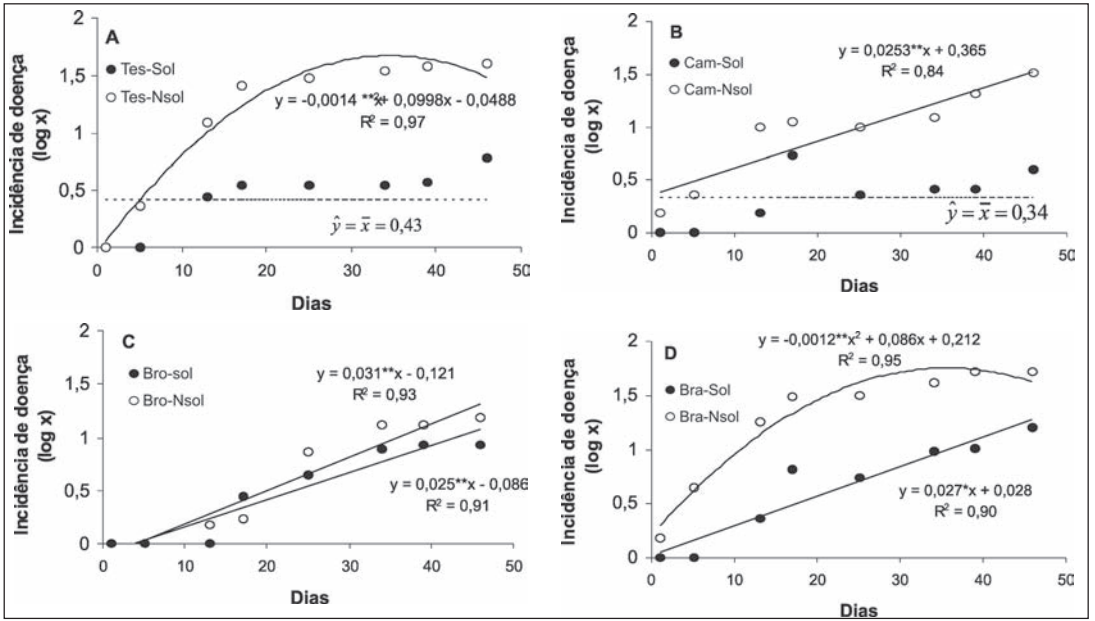 A
Tes-Sol
Tes-Nsol
y = -0,0014 **x² + 0,0998x - 0,0488
R² = 0,97
ŷ = x̄ = 0,43
Incidência de doença
(log x)
2
1,5
1
0,5
0
0 10 20 30 40 50
Dias
B
Cam-Sol
Cam-Nsol
y = 0,0253**x + 0,365
R² = 0,84
ŷ = x̄ = 0,34
Incidência de doença
(log x)
2
1,5
1
0,5
0
0 10 20 30 40 50
Dias
C
Bro-sol
Bro-Nsol
y = 0,031**x - 0,121
R² = 0,93
y = 0,025**x - 0,086
R² = 0,91
Incidência de doença
(log x)
2
1,5
1
0,5
0
0 10 20 30 40 50
Dias
D
Bra-Sol
Bra-Nsol
y = -0,0012**x² + 0,086x + 0,212
R² = 0,95
y = 0,027*x + 0,028
R² = 0,90
Incidência de doença
(log x)
2
1,5
1
0,5
0
0 10 20 30 40 50
Dias